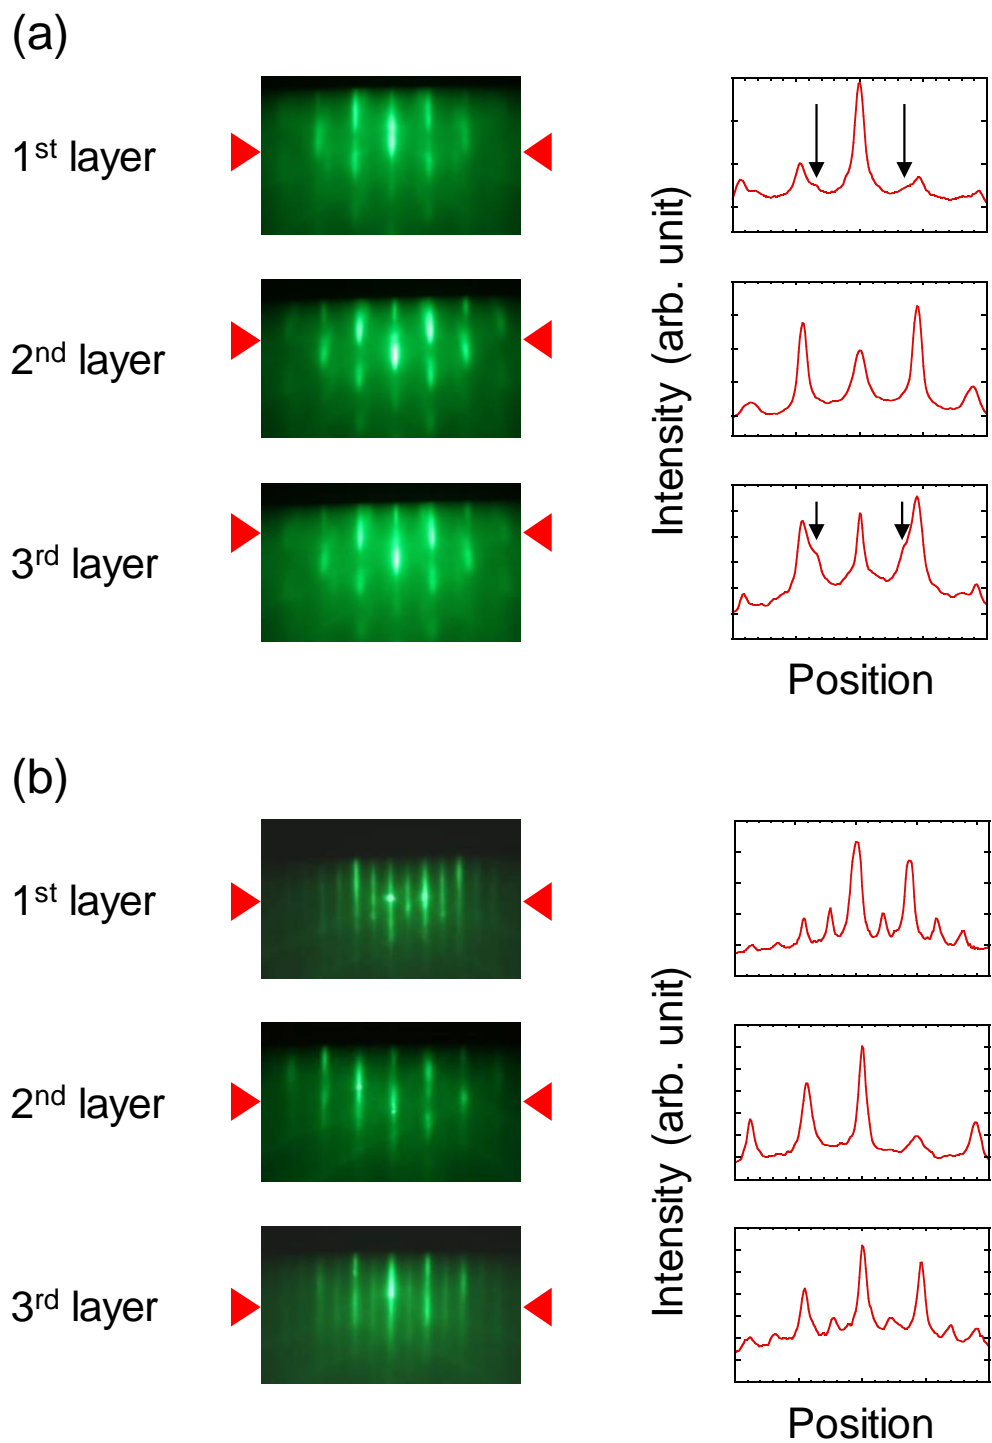 (a)
1st layer
2nd layer
3rd layer
Intensity (arb. unit)
Position
(b)
1st layer
2nd layer
3rd layer
Intensity (arb. unit)
Position